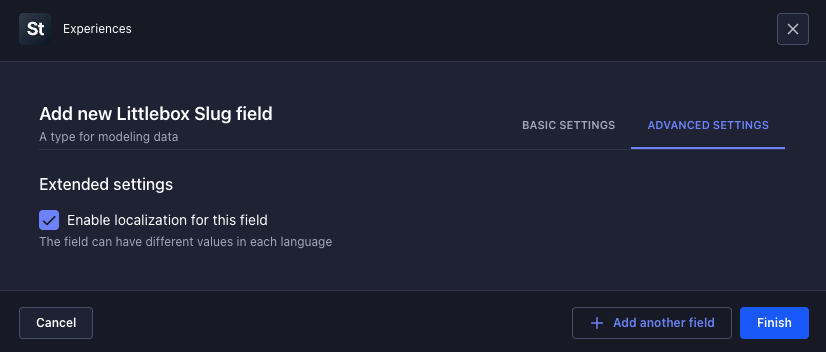 St Experiences
Add new Littlebox Slug field
A type for modeling data
BASIC SETTINGS ADVANCED SETTINGS
Extended settings
Enable localization for this field
The field can have different values in each language
Cancel Add another field Finish